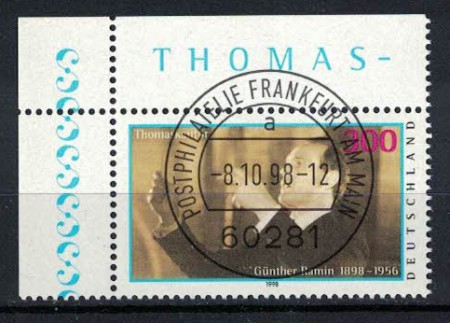 THOMAS-
POSTPHILATELIE FRANKFURT AM MAIN
a
Thomaskantor
300
-8.10.98-12
60281
DEUTSCHLAND
Günther Ramin 1898-1956
1998